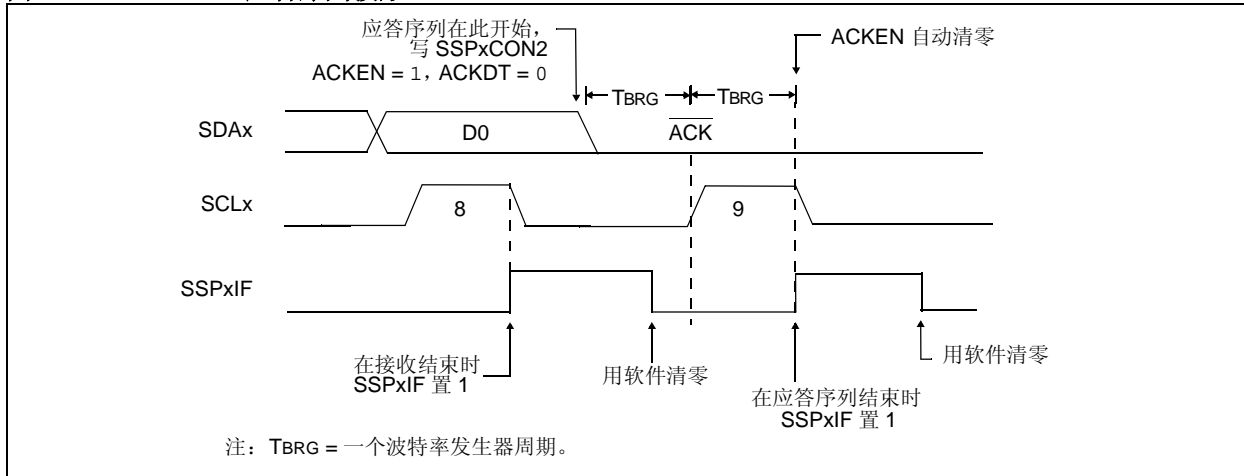 应答序列在此开始，
写 SSPxCON2
ACKEN = 1，ACKDT = 0
ACKEN 自动清零
TBRG
TBRG
SDAx
D0
ACK
SCLx
8
9
SSPxIF
在接收结束时
SSPxIF 置 1
用软件清零
在应答序列结束时
SSPxIF 置 1
用软件清零
注：TBRG = 一个波特率发生器周期。